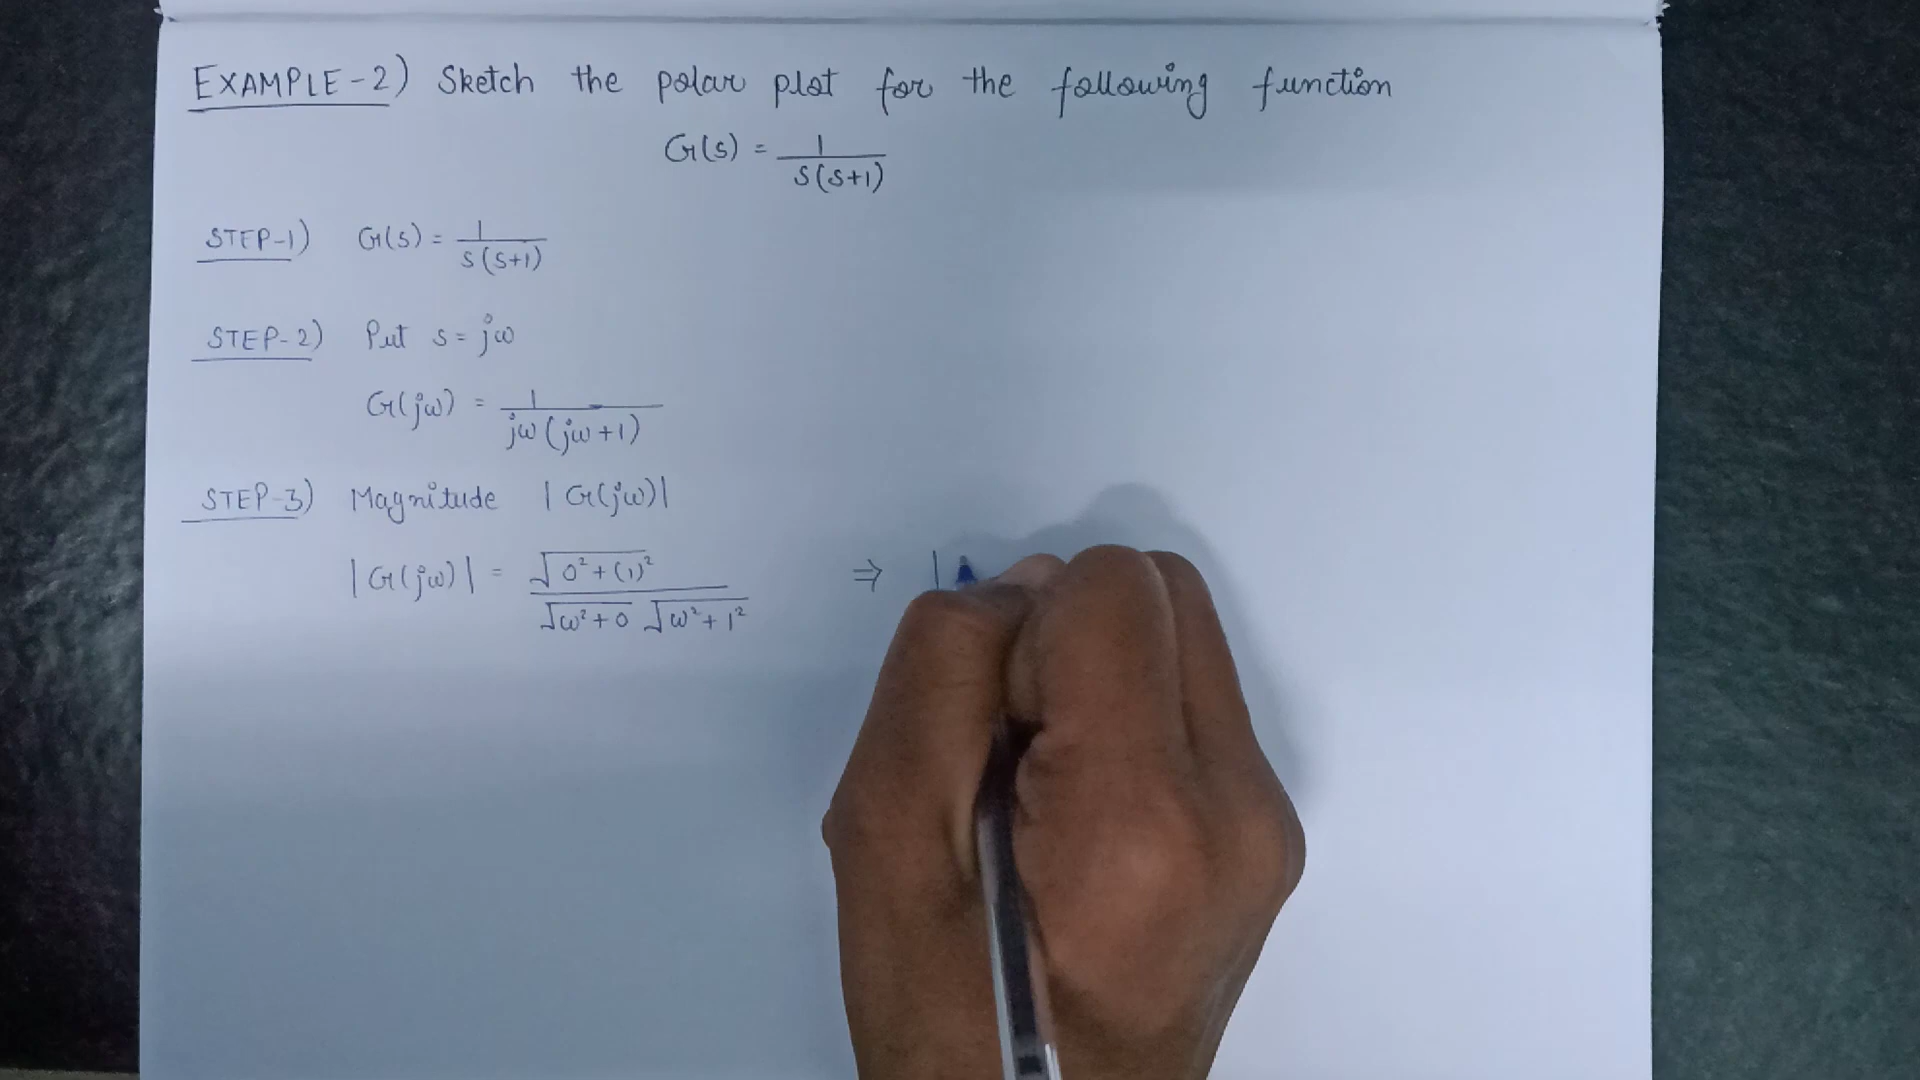 EXAMPLE-2) Sketch the polar plot for the following function
G(s) = 1 / s(s+1)
STEP-1) G(s) = 1 / s(s+1)
STEP-2) Put s = jω
G(jω) = 1 / jω(jω+1)
STEP-3) Magnitude |G(jω)|
|G(jω)| = √0²+(1)² / √ω²+0 √ω²+1² ⇒ |